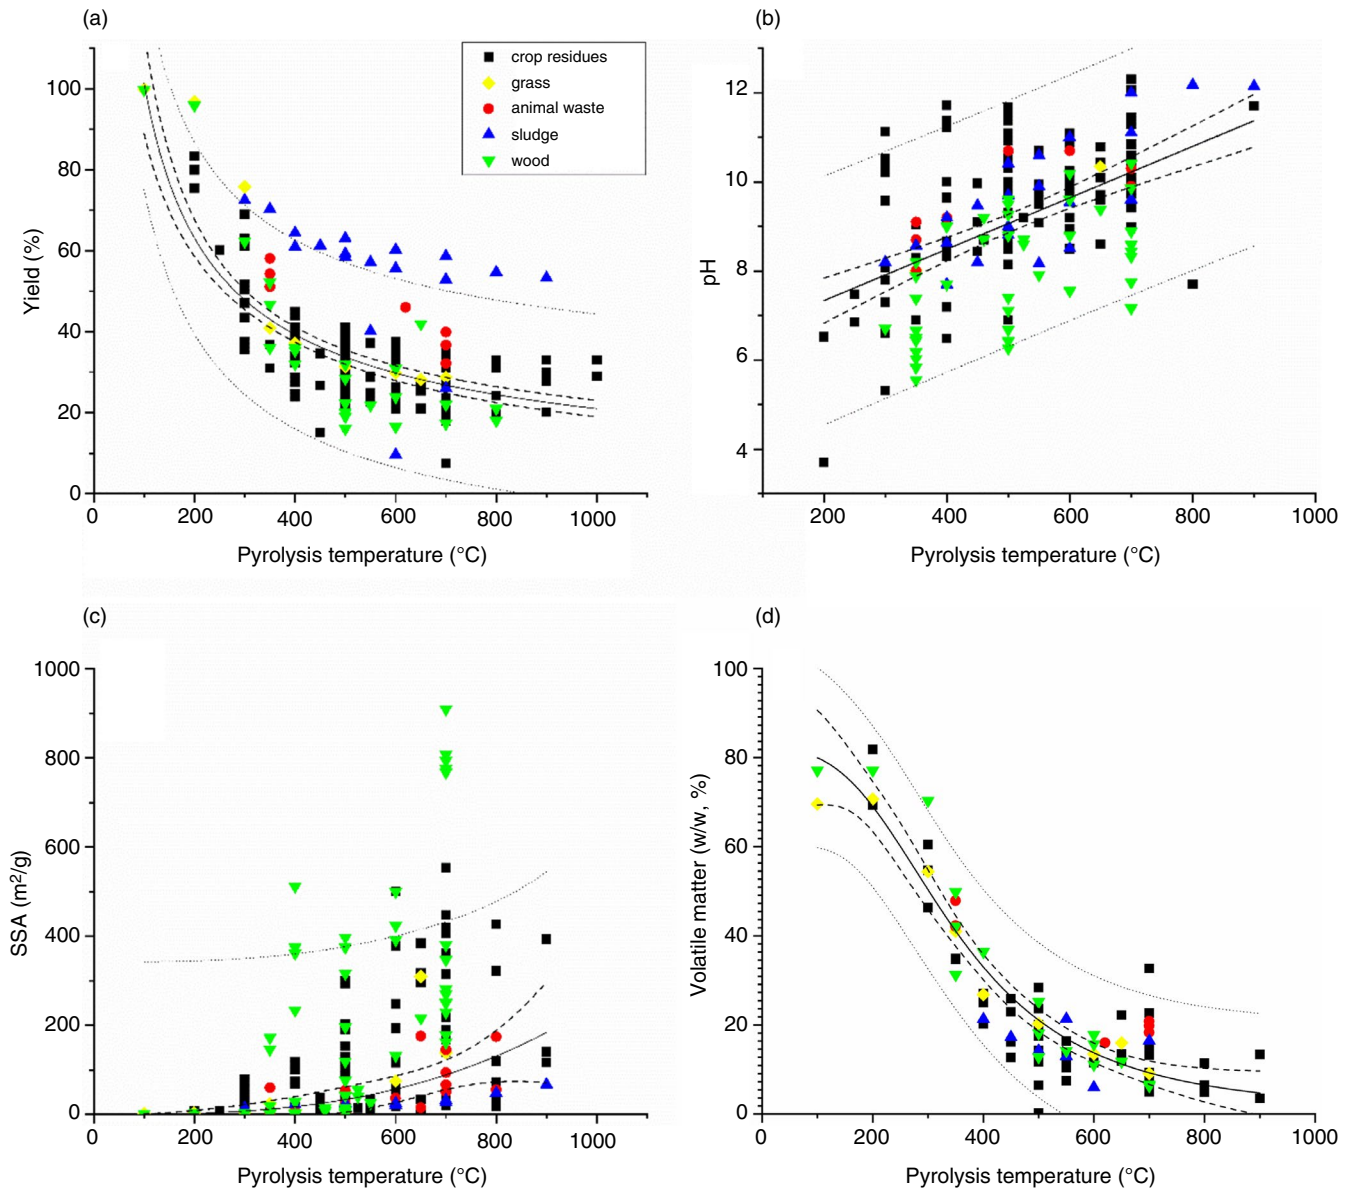 (a)
100
80
60
40
20
0
Yield (%)
crop residues
grass
animal waste
sludge
wood
0 200 400 600 800 1000
Pyrolysis temperature (°C)
(b)
12
10
8
6
4
pH
200 400 600 800 1000
Pyrolysis temperature (°C)
(c)
1000
800
600
400
200
0
SSA (m²/g)
0 200 400 600 800 1000
Pyrolysis temperature (°C)
(d)
100
80
60
40
20
0
Volatile matter (w/w, %)
0 200 400 600 800 1000
Pyrolysis temperature (°C)